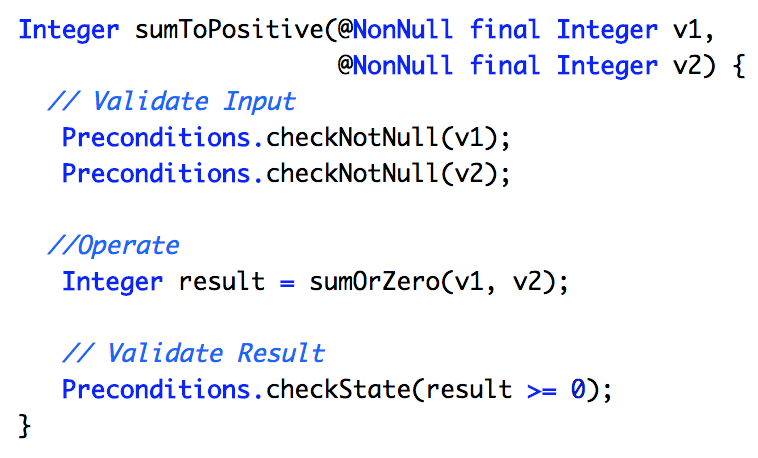 Integer sumToPositive(@NonNull final Integer v1,
@NonNull final Integer v2) {
// Validate Input
Preconditions.checkNotNull(v1);
Preconditions.checkNotNull(v2);
//Operate
Integer result = sumOrZero(v1, v2);
// Validate Result
Preconditions.checkState(result >= 0);
}